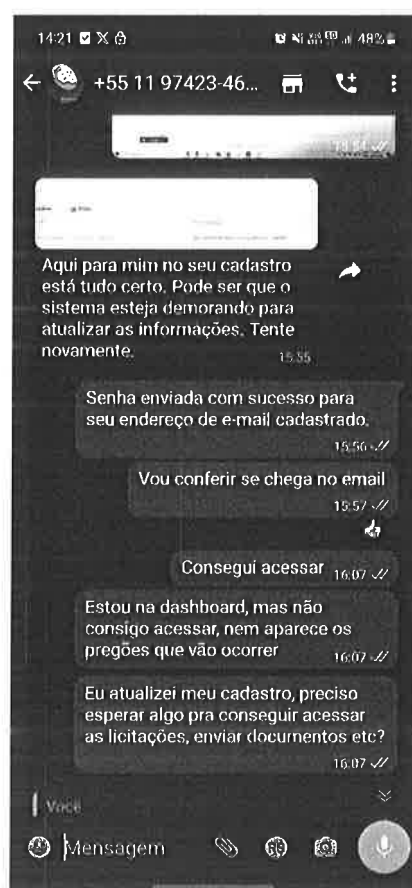 14:21
48%
+55 11 97423-46...
Aqui para mim no seu cadastro
está tudo certo. Pode ser que o
sistema esteja demorando para
atualizar as informações. Tente
novamente.
15:55
Senha enviada com sucesso para
seu endereço de e-mail cadastrado.
15:56
Vou conferir se chega no email
15:57
Consegui acessar 16:07
Estou na dashboard, mas não
consigo acessar, nem aparece os
pregões que vão ocorrer
16:07
Eu atualizei meu cadastro, preciso
esperar algo pra conseguir acessar
as licitações, enviar documentos etc?
16:07
Você
Mensagem